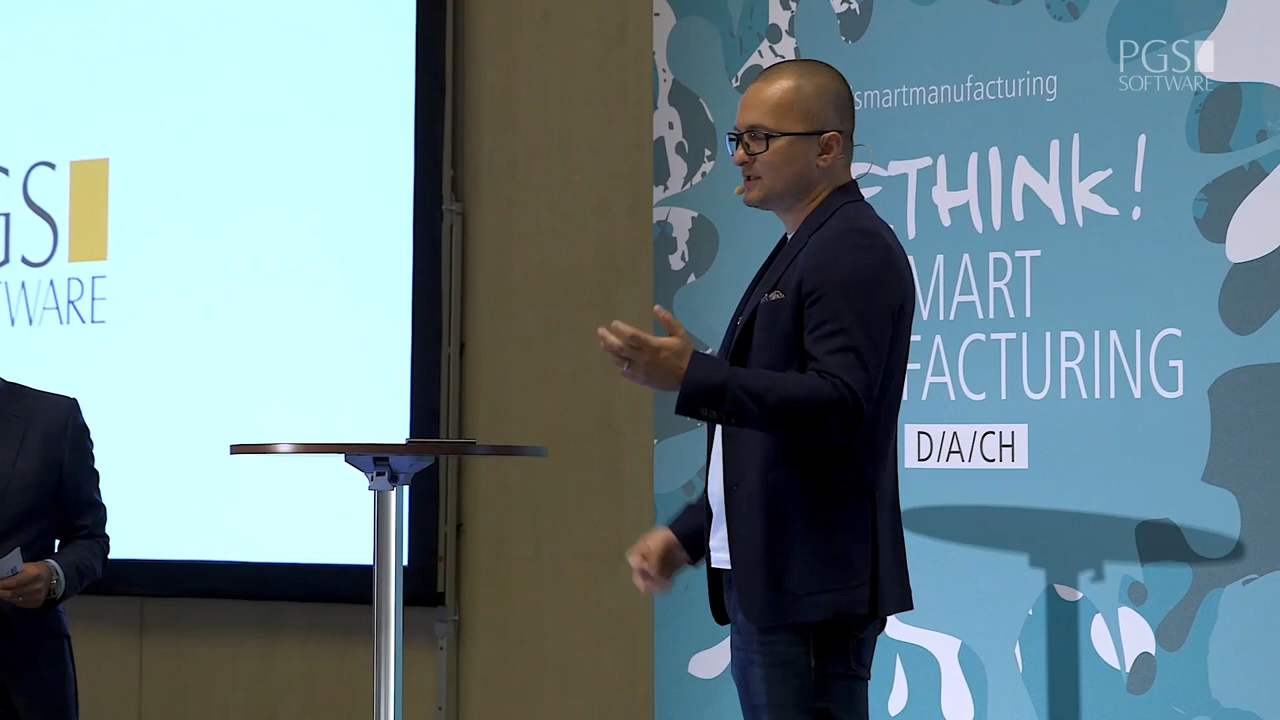 GS
WARE
smartmanufacturing
THINK!
MART
FACTURING
D/A/CH
PGS
SOFTWARE